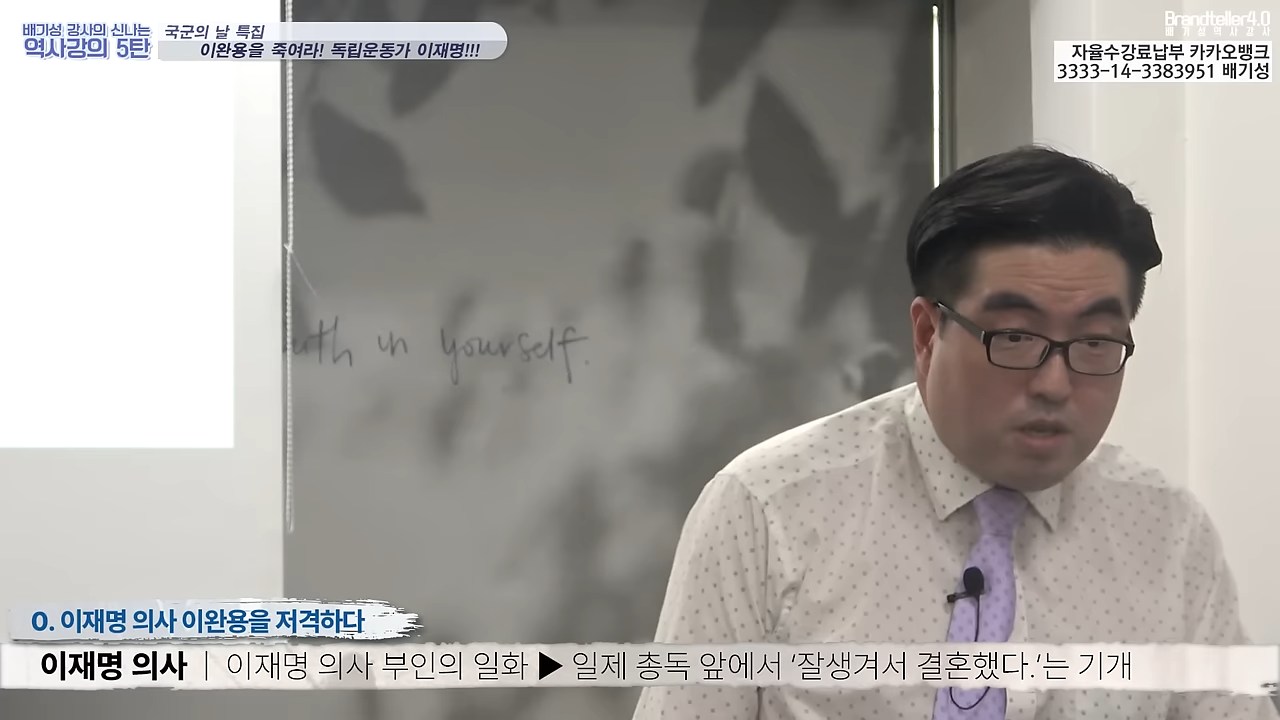 배기성 강사의 신나는
역사강의 5탄
국군의 날 특집
이완용을 죽여라! 독립운동가 이재명!!!
Brandteller4.0
배기성역사강사
자율수강료납부 카카오뱅크
3333-14-3383951 배기성
in yourself.
0. 이재명 의사 이완용을 저격하다
이재명 의사 | 이재명 의사 부인의 일화 ▶ 일제 총독 앞에서 ‘잘생겨서 결혼했다.‘는 기개